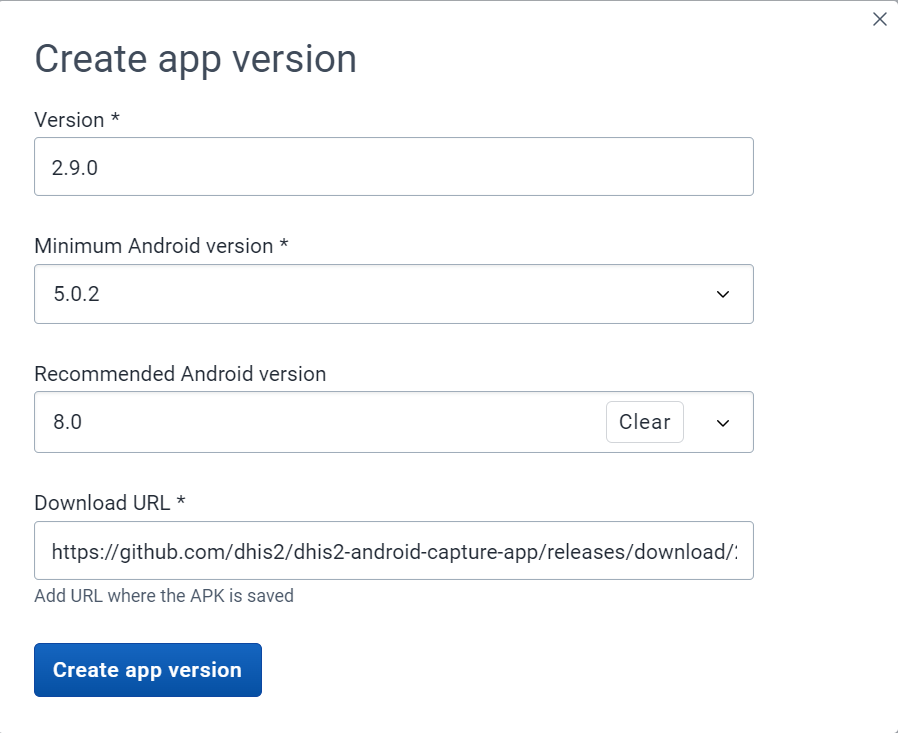 Create app version
Version *
2.9.0
Minimum Android version *
5.0.2
Recommended Android version
8.0 Clear
Download URL *
https://github.com/dhis2/dhis2-android-capture-app/releases/download/
Add URL where the APK is saved
Create app version